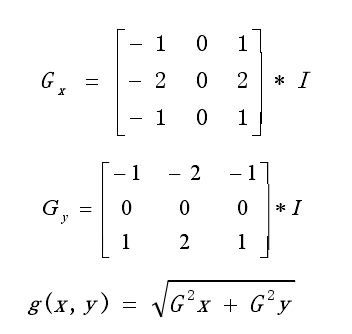 G_x = [ -1 0 1
-2 0 2
-1 0 1 ] * I
G_y = [ -1 -2 -1
0 0 0
1 2 1 ] * I
g(x, y) = √(G²x + G²y)